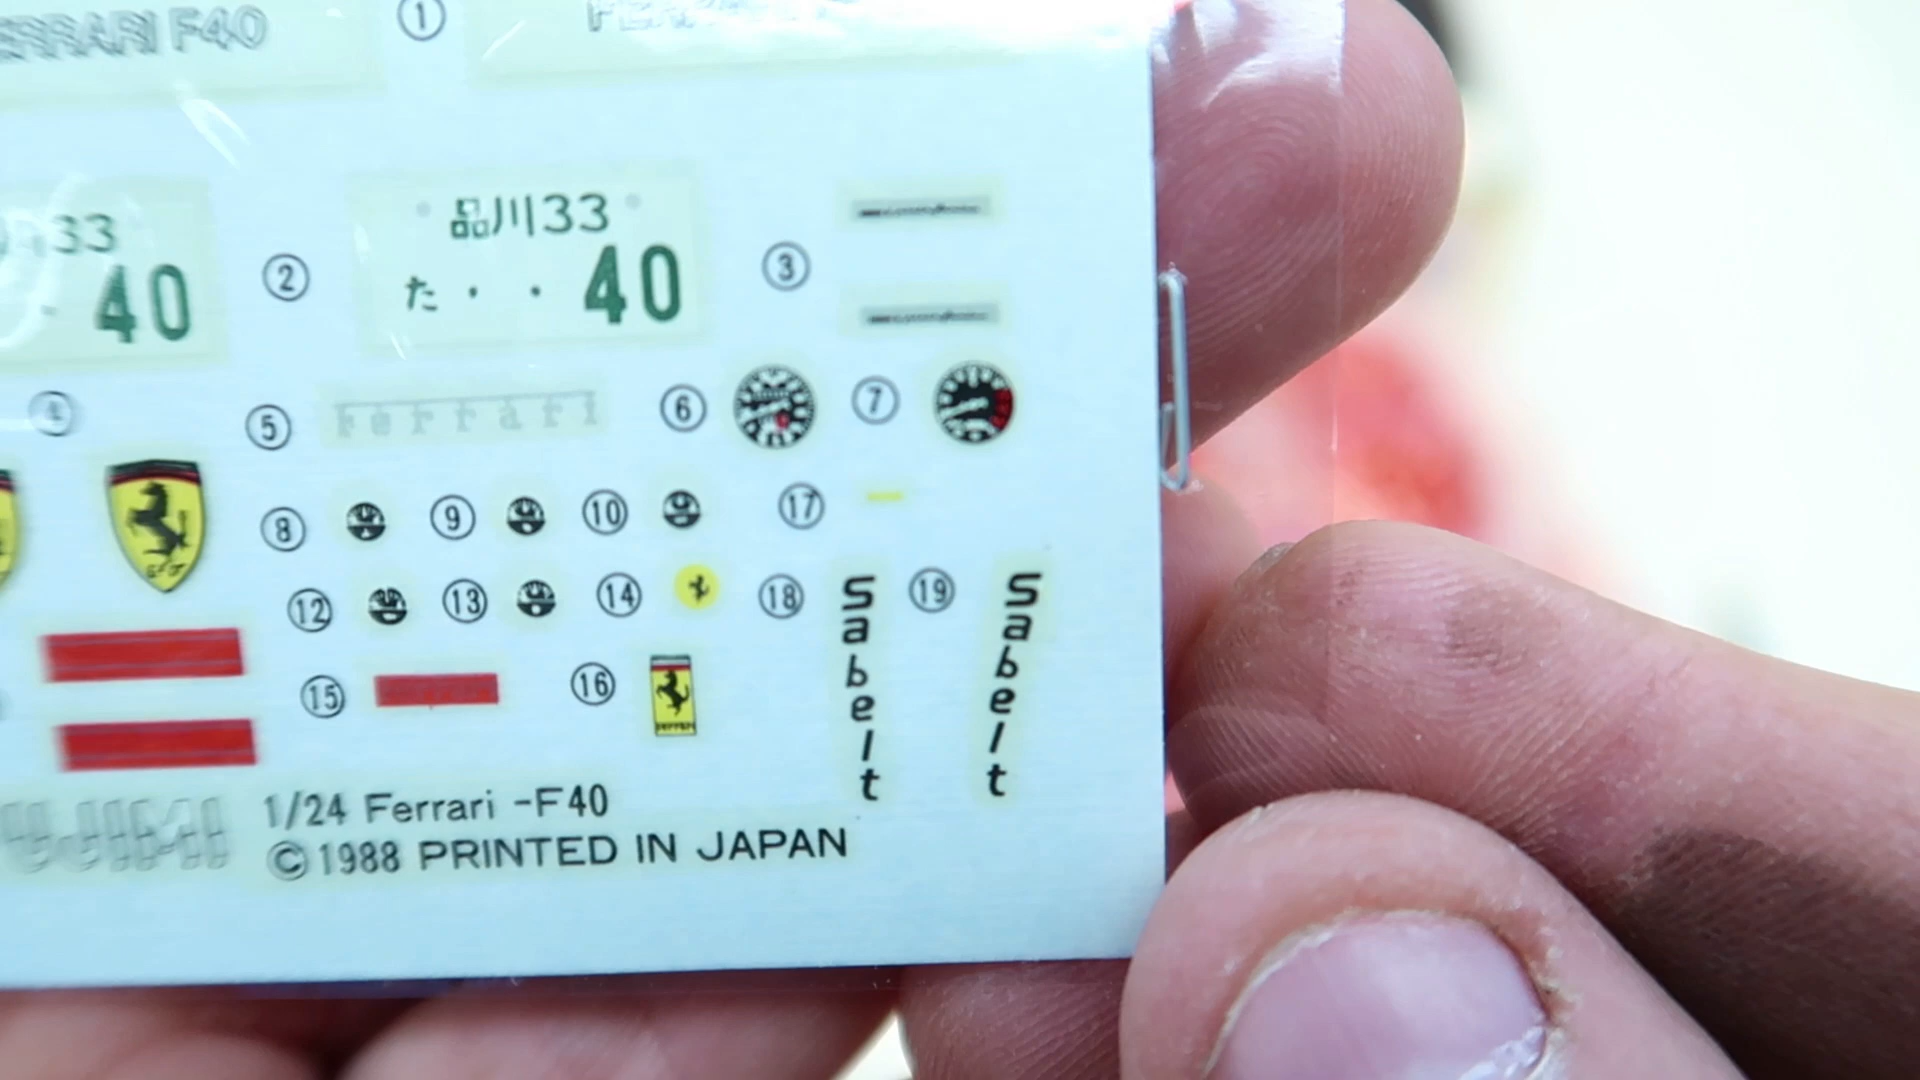 ERRARI F40 ①
品川33
た・・40
33
40
② ③
④ ⑤ Ferrari ⑥ ⑦
⑧ ⑨ ⑩ ⑰
⑫ ⑬ ⑭ ⑱ Sabelt ⑲ Sabelt
⑮ ⑯
1/24 Ferrari -F40
©1988 PRINTED IN JAPAN